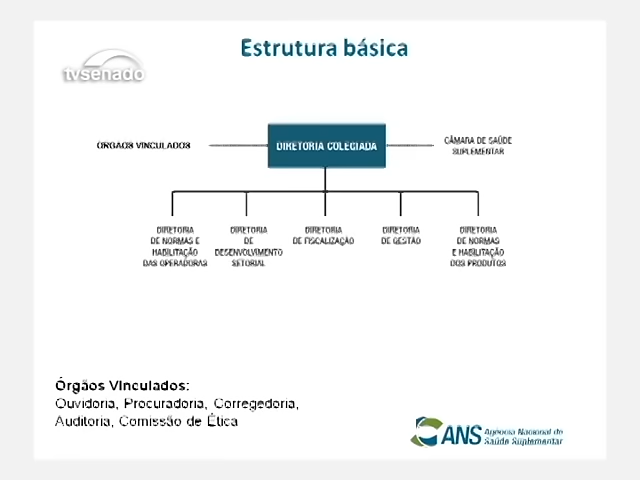 Estrutura básica
tvsenado
ÓRGAOS VINCULADOS
DIRETORIA COLEGIADA
CÂMARA DE SAÚDE
SUPLEMENTAR
DIRETORIA
DE NORMAS E
HABILITAÇÃO
DAS OPERADORAS
DIRETORIA
DE
DESENVOLVIMENTO
SETORIAL
DIRETORIA
DE FISCALIZAÇÃO
DIRETORIA
DE GESTÃO
DIRETORIA
DE NORMAS
E HABILITAÇÃO
DOS PRODUTOS
Órgãos Vinculados:
Ouvidoria, Procuradoria, Corregedoria,
Auditoria, Comissão de Ética
ANS
Agência Nacional de
Saúde Suplementar